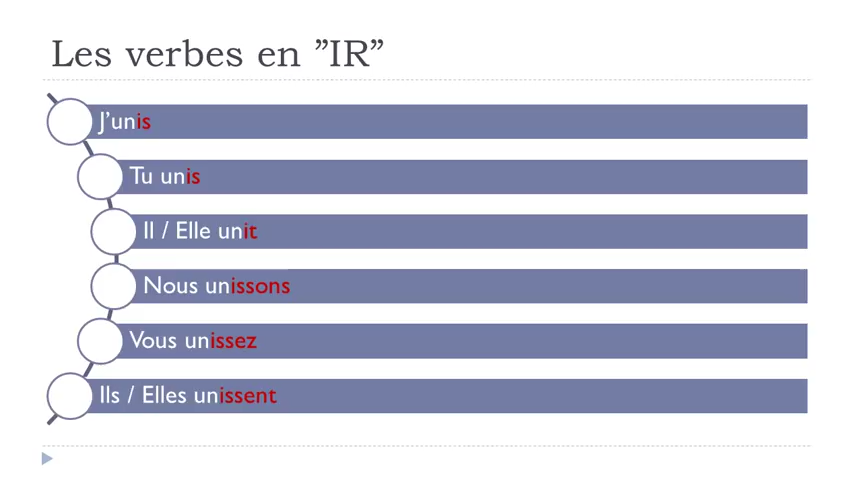 Les verbes en ”IR”
J’unis
Tu unis
Il / Elle unit
Nous unissons
Vous unissez
Ils / Elles unissent